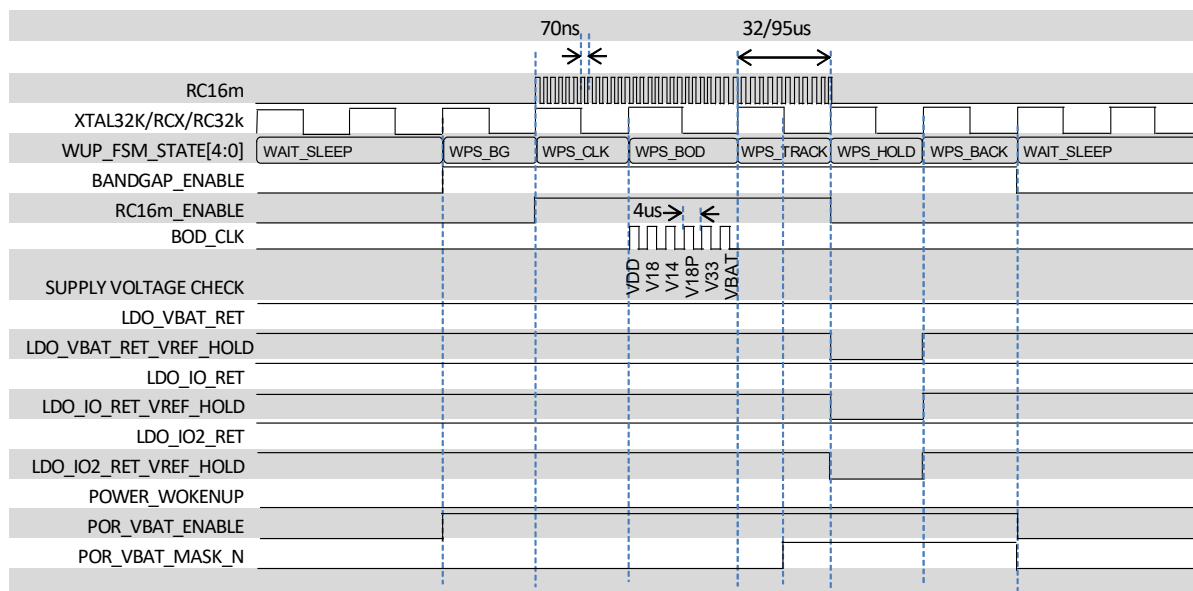 70ns 32/95us
RC16m
XTAL32K/RCX/RC32k
WUP_FSM_STATE[4:0] WAIT_SLEEP WPS_BG WPS_CLK WPS_BOD WPS_TRACK WPS_HOLD WPS_BACK WAIT_SLEEP
BANDGAP_ENABLE
RC16m_ENABLE 4us
BOD_CLK
SUPPLY VOLTAGE CHECK VDD V18 V14 V18P V33 VBAT
LDO_VBAT_RET
LDO_VBAT_RET_VREF_HOLD
LDO_IO_RET
LDO_IO_RET_VREF_HOLD
LDO_IO2_RET
LDO_IO2_RET_VREF_HOLD
POWER_WOKENUP
POR_VBAT_ENABLE
POR_VBAT_MASK_N